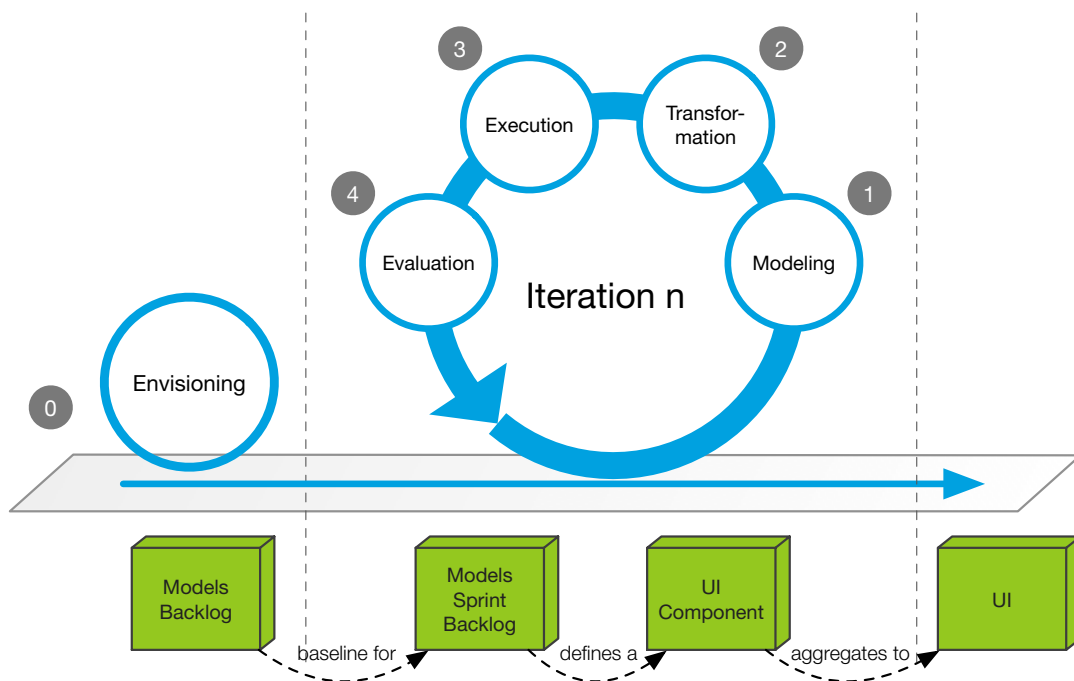 3
2
Execution
Transfor-
mation
4
1
Evaluation
Modeling
Iteration n
Envisioning
0
Models
Backlog
Models
Sprint
Backlog
UI
Component
UI
baseline for
defines a
aggregates to